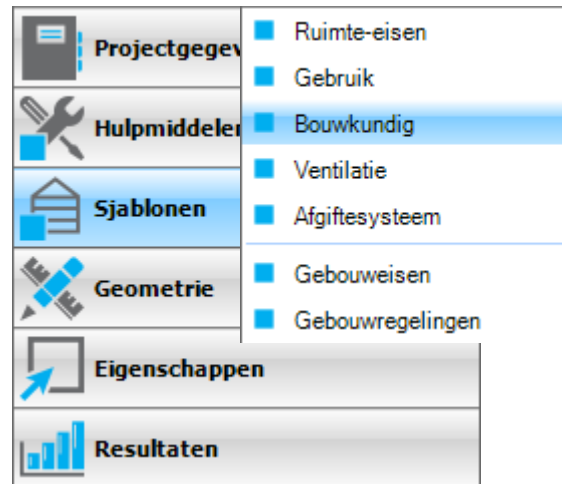 Projectgegev
Hulpmiddeler
Sjablonen
Geometrie
Eigenschappen
Resultaten
Ruimte-eisen
Gebruik
Bouwkundig
Ventilatie
Afgiftesysteem
Gebouweisen
Gebouwregelingen